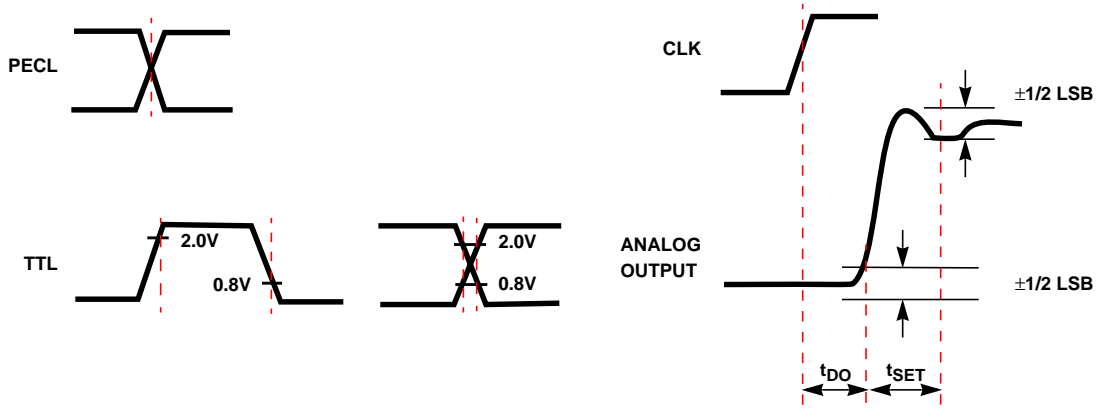 PECL
TTL
2.0V
0.8V
2.0V
0.8V
CLK
±1/2 LSB
ANALOG
OUTPUT
±1/2 LSB
tDO
tSET